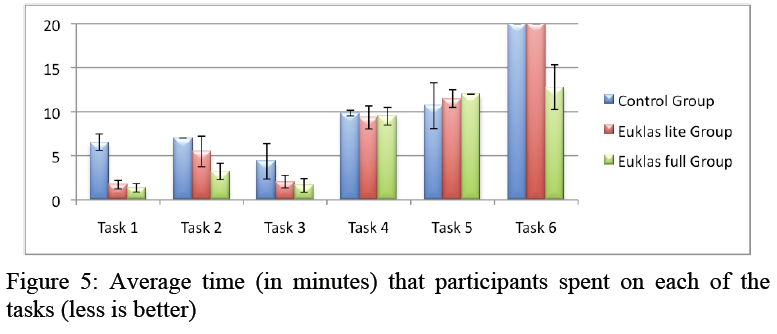 20
15
10
5
0
Task 1 Task 2 Task 3 Task 4 Task 5 Task 6
Control Group
Euklas lite Group
Euklas full Group
Figure 5: Average time (in minutes) that participants spent on each of the
tasks (less is better)